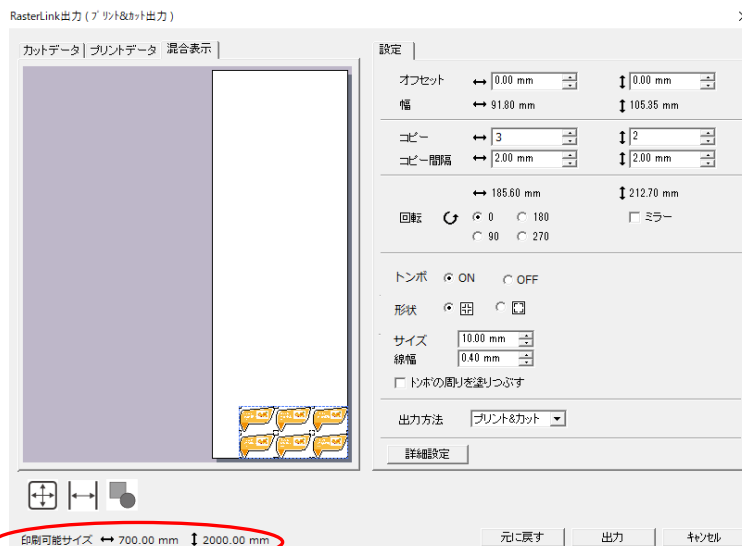 RasterLink出力 ( ﾌﾟﾘﾝﾄ&ｶｯﾄ出力 )
カットデータ プリントデータ 混合表示
設定
オフセット 0.00 mm 0.00 mm
幅 91.80 mm 105.35 mm
コピー 3 2
コピー間隔 2.00 mm 2.00 mm
185.60 mm 212.70 mm
回転 0 180 ミラー
90 270
トンボ ON OFF
形状
サイズ 10.00 mm
線幅 0.40 mm
ﾄﾝﾎﾞの周りを塗りつぶす
出力方法 プリント&カット
詳細設定
印刷可能サイズ 700.00 mm 2000.00 mm
元に戻す 出力 ｷｬﾝｾﾙ